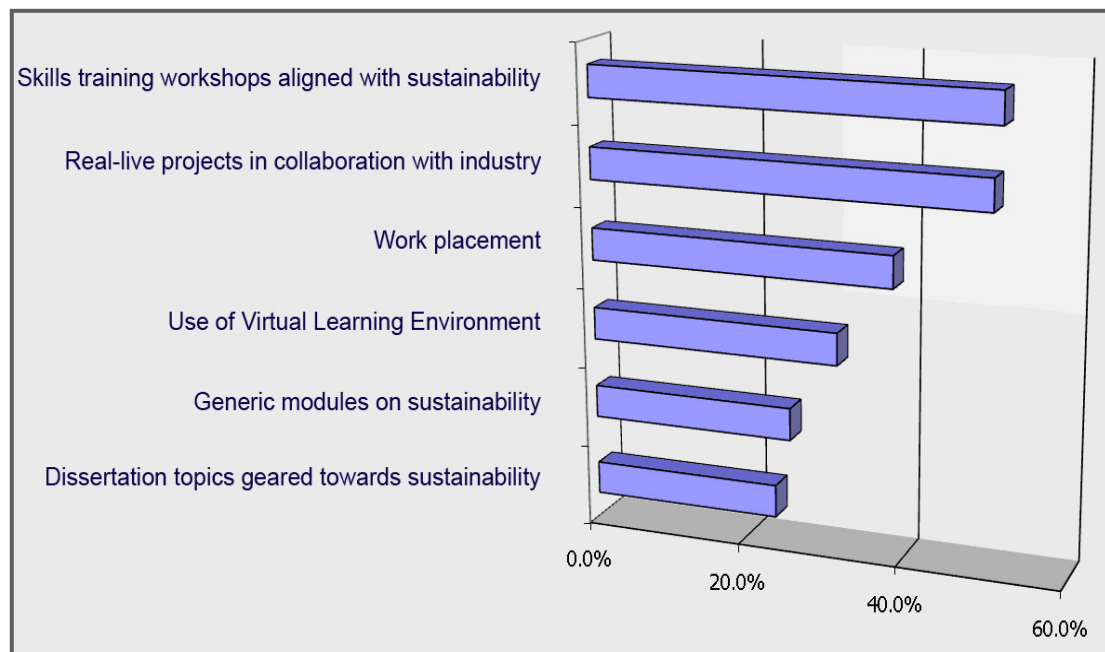 Skills training workshops aligned with sustainability
Real-live projects in collaboration with industry
Work placement
Use of Virtual Learning Environment
Generic modules on sustainability
Dissertation topics geared towards sustainability
0.0%
20.0%
40.0%
60.0%